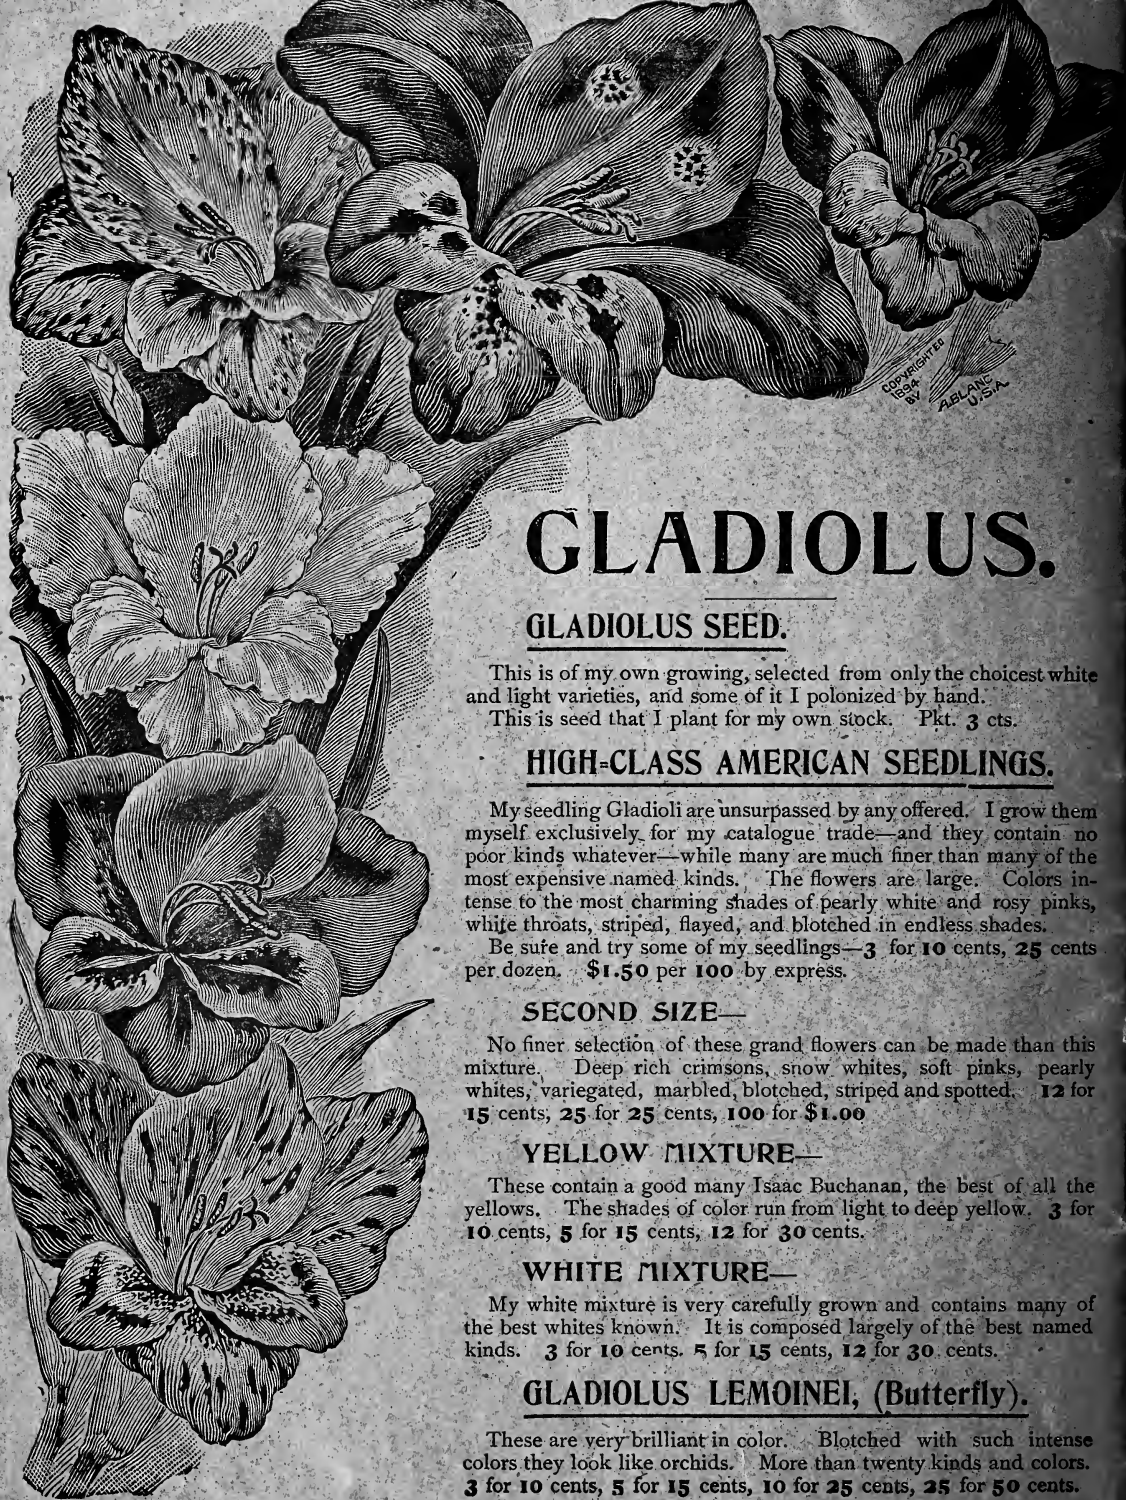 COPYRIGHTED
1894
BY
A.BLANC
U.S.A.
GLADIOLUS.
GLADIOLUS SEED.
This is of my own growing, selected from only the choicest white
and light varieties, and some of it I polonized by hand.
This is seed that I plant for my own stock. Pkt. 3 cts.
HIGH=CLASS AMERICAN SEEDLINGS.
My seedling Gladioli are unsurpassed by any offered. I grow them
myself exclusively for my catalogue trade—and they contain no
poor kinds whatever—while many are much finer than many of the
most expensive named kinds. The flowers are large. Colors in-
tense to the most charming shades of pearly white and rosy pinks,
white throats, striped, flayed, and blotched in endless shades.
Be sure and try some of my seedlings—3 for 10 cents, 25 cents
per dozen. $1.50 per 100 by express.
SECOND SIZE—
No finer selection of these grand flowers can be made than this
mixture. Deep rich crimsons, snow whites, soft pinks, pearly
whites, variegated, marbled, blotched, striped and spotted. 12 for
15 cents, 25 for 25 cents, 100 for $1.00
YELLOW MIXTURE—
These contain a good many Isaac Buchanan, the best of all the
yellows. The shades of color run from light to deep yellow. 3 for
10 cents, 5 for 15 cents, 12 for 30 cents.
WHITE MIXTURE—
My white mixture is very carefully grown and contains many of
the best whites known. It is composed largely of the best named
kinds. 3 for 10 cents. 5 for 15 cents, 12 for 30 cents.
GLADIOLUS LEMOINEI, (Butterfly).
These are very brilliant in color. Blotched with such intense
colors they look like orchids. More than twenty kinds and colors.
3 for 10 cents, 5 for 15 cents, 10 for 25 cents, 25 for 50 cents.